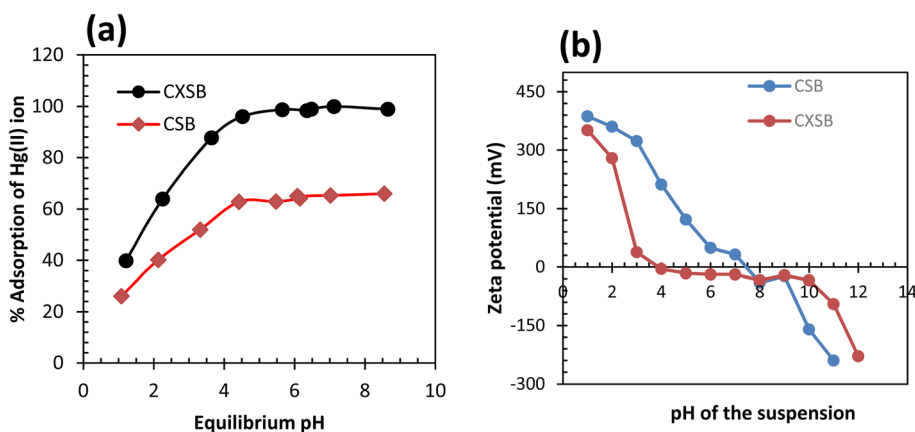 (a)
120
100
80
60
40
20
0
0 2 4 6 8 10
% Adsorption of Hg(II) ion
Equilibrium pH
CXSB
CSB
(b)
450
300
150
0
-150
-300
0 2 4 6 8 10 12 14
Zeta potential (mV)
pH of the suspension
CSB
CXSB